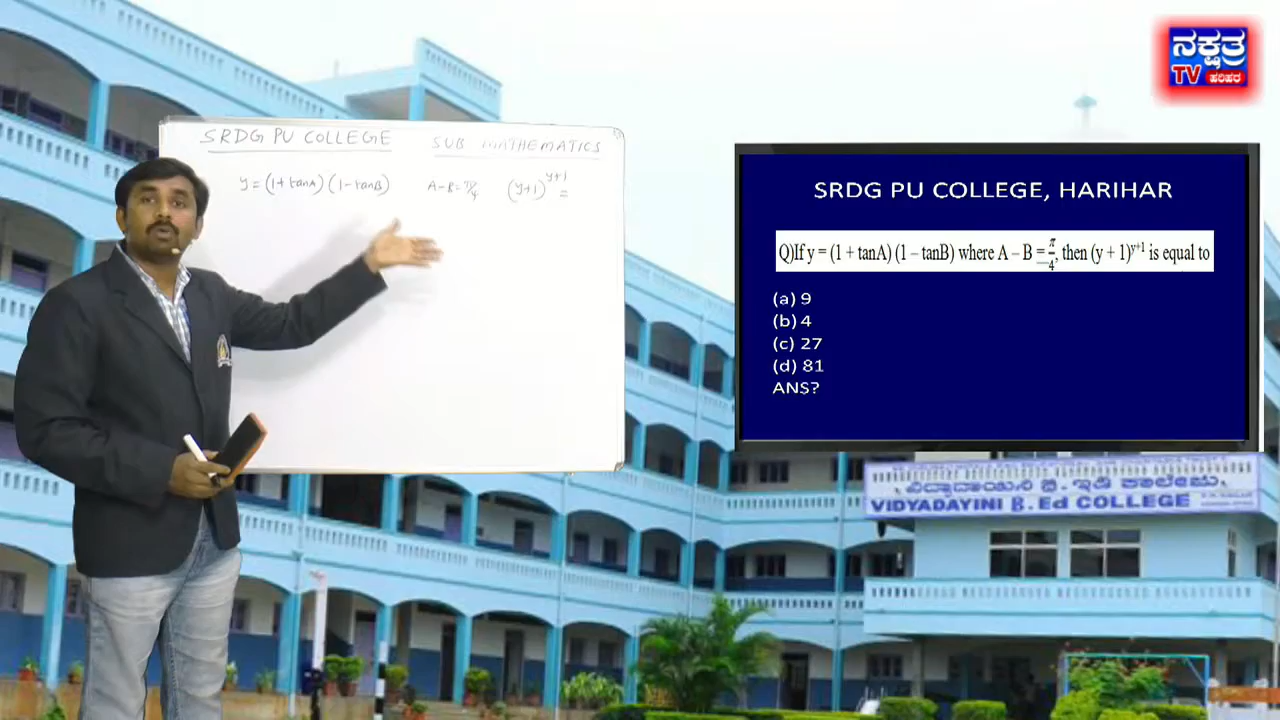 ನಕ್ಷತ್ರ
TV ಹರಿಹರ
SRDG PU COLLEGE
SUB MATHEMATICS
y = (1+tanA) (1-tanB) A-B=π/4 (y+1)^y+1 =
SRDG PU COLLEGE, HARIHAR
Q)If y = (1 + tanA) (1 – tanB) where A – B = π/4, then (y + 1)^y+1 is equal to
(a) 9
(b) 4
(c) 27
(d) 81
ANS?
VIDYADAYINI B.Ed COLLEGE